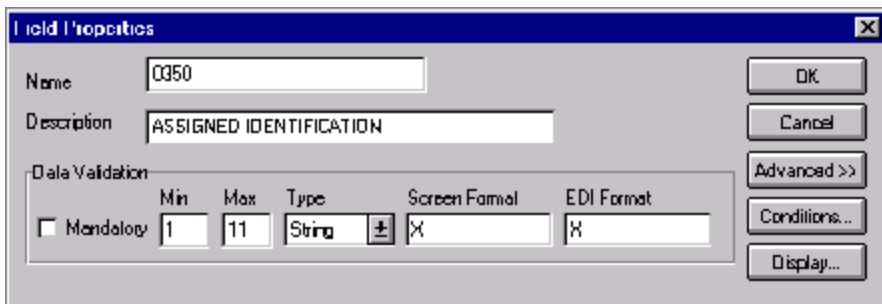 Field Properties
Name 0350 OK
Description ASSIGNED IDENTIFICATION Cancel
Data Validation Advanced >>
Min Max Type Screen Format EDI Format
Mandatory 1 11 String X X Conditions...
Display...